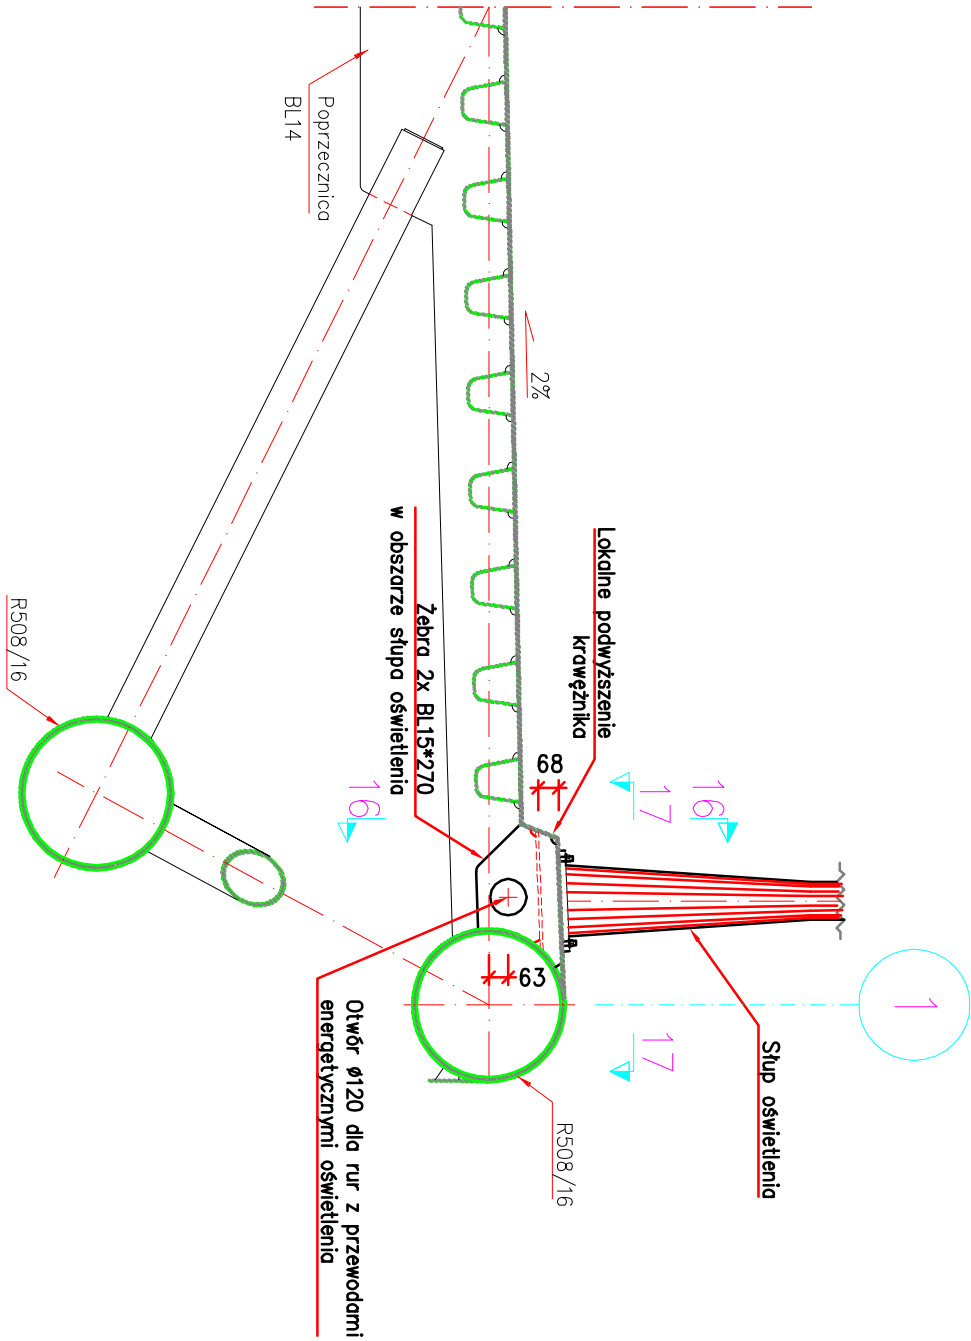 Poprzecznica
BL14
2%
R508/16
Żebra 2x BL15*270
w obszarze słupa oświetlenia
Lokalne podwyższenie
krawężnika
68
16
17
16
63
17
1
Słup oświetlenia
R508/16
Otwór ø120 dla rur z przewodami
energetycznymi oświetlenia